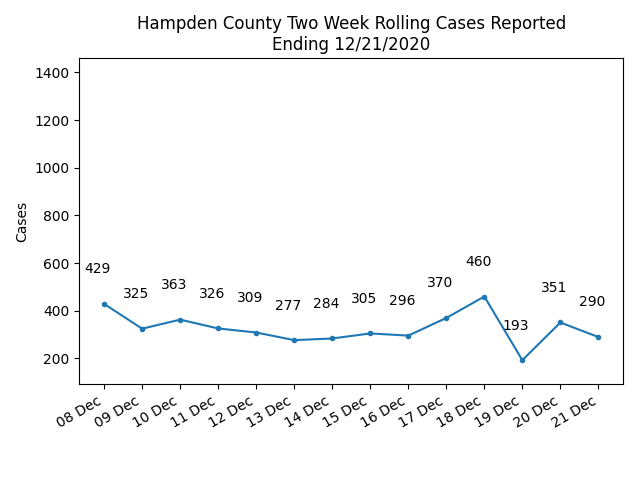 Hampden County Two Week Rolling Cases Reported
Ending 12/21/2020
1400
1200
1000
800
600
400
200
Cases
429
325
363
326
309
277
284
305
296
370
460
193
351
290
08 Dec
09 Dec
10 Dec
11 Dec
12 Dec
13 Dec
14 Dec
15 Dec
16 Dec
17 Dec
18 Dec
19 Dec
20 Dec
21 Dec